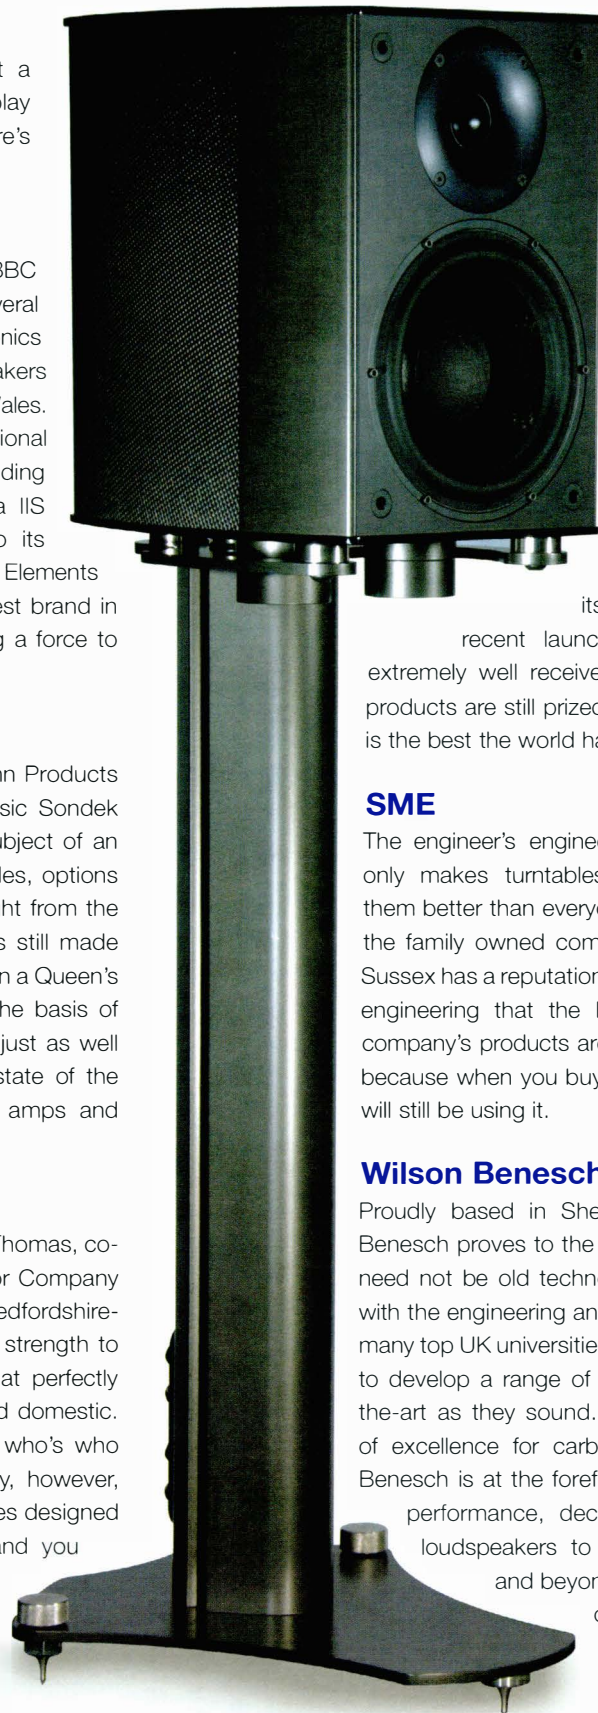 t a
play
re's
BBC
veral
nics
akers
Wales.
tional
ding
a IIS
o its
Elements
est brand in
g a force to
nn Products
sic Sondek
ubject of an
les, options
ht from the
s still made
n a Queen's
he basis of
just as well
state of the
amps and
Thomas, co-
or Company
edfordshire-
strength to
at perfectly
d domestic.
who's who
y, however,
es designed
and you
its
recent launc
extremely well receive
products are still prized
is the best the world ha
SME
The engineer's enginee
only makes turntables
them better than everyo
the family owned com
Sussex has a reputation
engineering that the
company's products are
because when you buy
will still be using it.
Wilson Benesch
Proudly based in She
Benesch proves to the
need not be old techno
with the engineering an
many top UK universities
to develop a range of
the-art as they sound.
of excellence for carb
Benesch is at the foref
performance, dec
loudspeakers to
and beyon